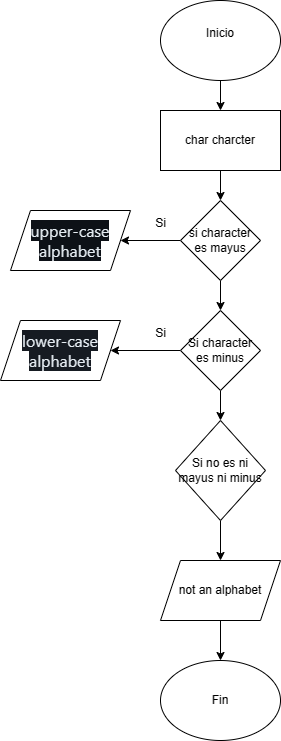 Inicio
char charcter
Si
si character
es mayus
upper-case
alphabet
Si
Si character
es minus
lower-case
alphabet
Si no es ni
mayus ni minus
not an alphabet
Fin